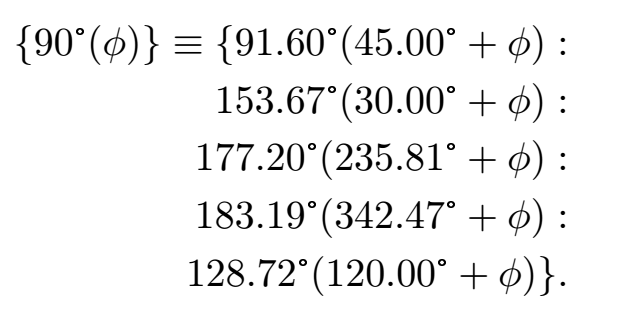 {90°(ϕ)} ≡ {91.60°(45.00° + ϕ) :
153.67°(30.00° + ϕ) :
177.20°(235.81° + ϕ) :
183.19°(342.47° + ϕ) :
128.72°(120.00° + ϕ)}.